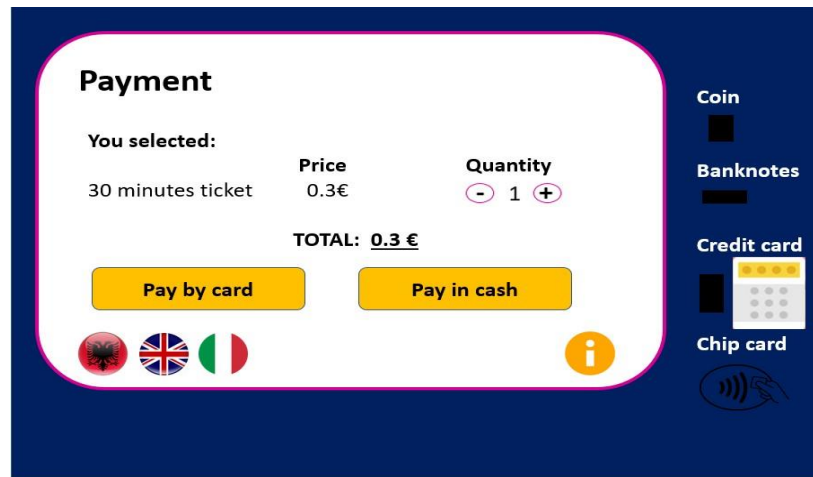 Payment
You selected:
Price Quantity
30 minutes ticket 0.3€ - 1 +
TOTAL: 0.3 €
Pay by card Pay in cash
i
Coin
Banknotes
Credit card
Chip card